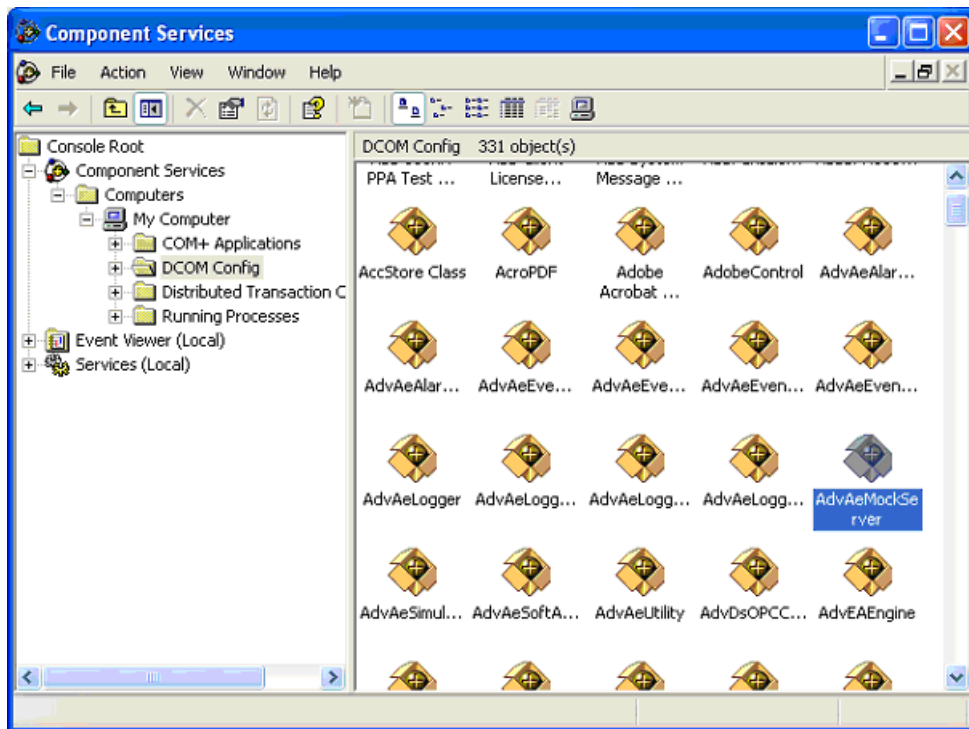 Component Services
File Action View Window Help
Console Root
Component Services
Computers
My Computer
COM+ Applications
DCOM Config
Distributed Transaction C
Running Processes
Event Viewer (Local)
Services (Local)
DCOM Config 331 object(s)
PPA Test ... License... Message ...
AccStore Class AcroPDF Adobe Acrobat ... AdobeControl AdvAeAlar...
AdvAeAlar... AdvAeEve... AdvAeEve... AdvAeEven... AdvAeEven...
AdvAeLogger AdvAeLogg... AdvAeLogg... AdvAeLogg... AdvAeMockSe
rver
AdvAeSimul... AdvAeSoftA... AdvAeUtility AdvDsOPCC... AdvEAEngine